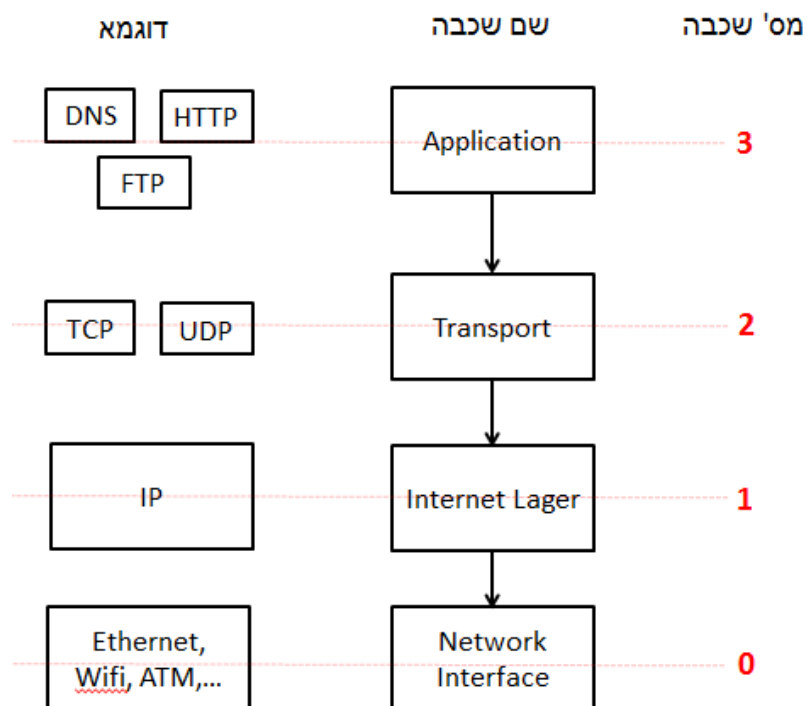 מס' שכבה
שם שכבה
דוגמא
DNS
HTTP
FTP
Application
3
TCP
UDP
Transport
2
IP
Internet Lager
1
Ethernet,
Wifi, ATM,...
Network
Interface
0